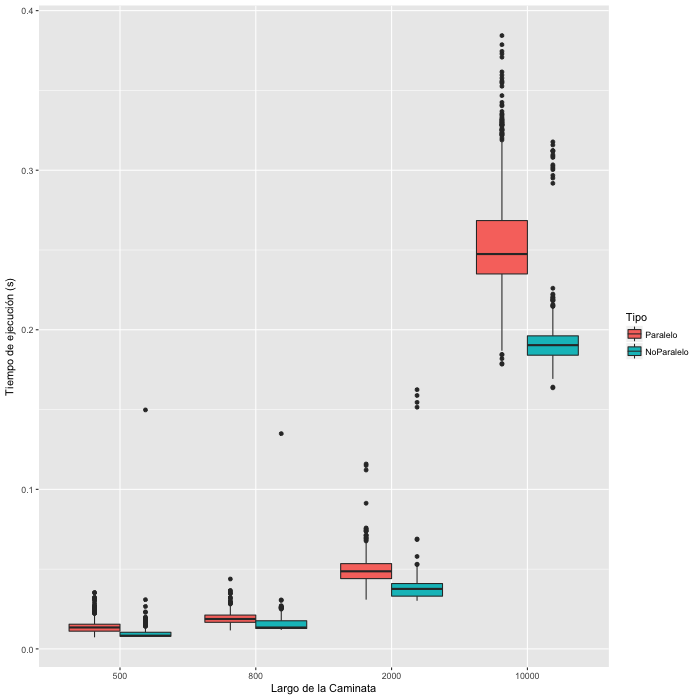 0.4
0.3
0.2
0.1
0.0
Tiempo de ejecución (s)
500
800
2000
10000
Largo de la Caminata
Tipo
Paralelo
NoParalelo